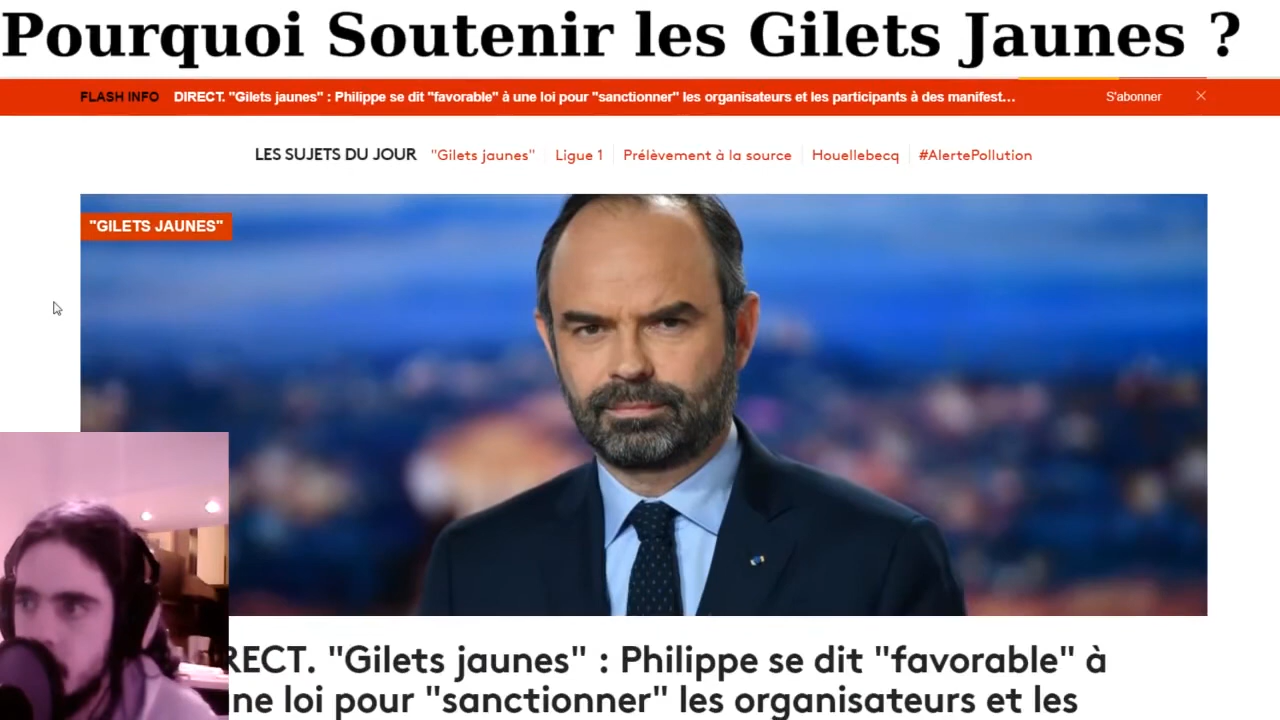 Pourquoi Soutenir les Gilets Jaunes ?
FLASH INFO DIRECT. "Gilets jaunes" : Philippe se dit "favorable" à une loi pour "sanctionner" les organisateurs et les participants à des manifest... S'abonner
LES SUJETS DU JOUR "Gilets jaunes" Ligue 1 Prélèvement à la source Houellebecq #AlertePollution
"GILETS JAUNES"
RECT. "Gilets jaunes" : Philippe se dit "favorable" à
ne loi pour "sanctionner" les organisateurs et les